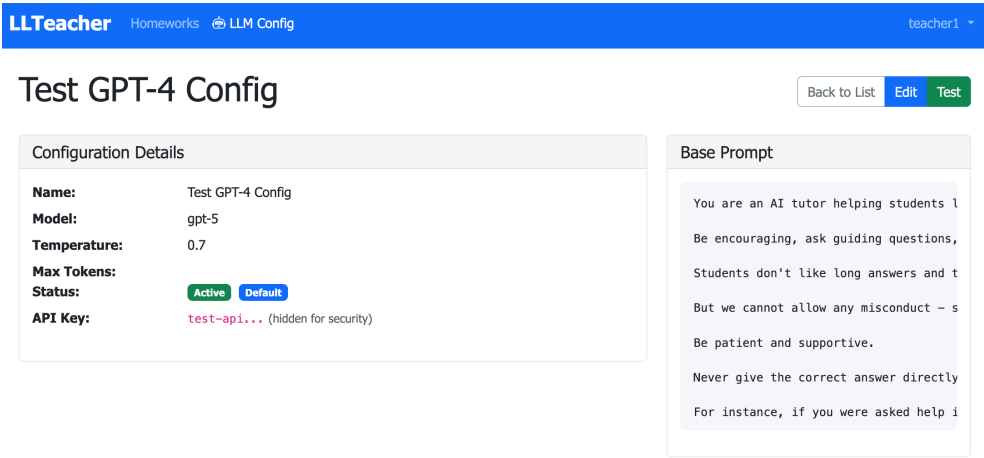 LLTeacher Homeworks LLM Config teacher1
Test GPT-4 Config
Back to List Edit Test
Configuration Details
Name: Test GPT-4 Config
Model: gpt-5
Temperature: 0.7
Max Tokens:
Status: Active Default
API Key: test-api... (hidden for security)
Base Prompt
You are an AI tutor helping students l
Be encouraging, ask guiding questions,
Students don't like long answers and t
But we cannot allow any misconduct – s
Be patient and supportive.
Never give the correct answer directly
For instance, if you were asked help i